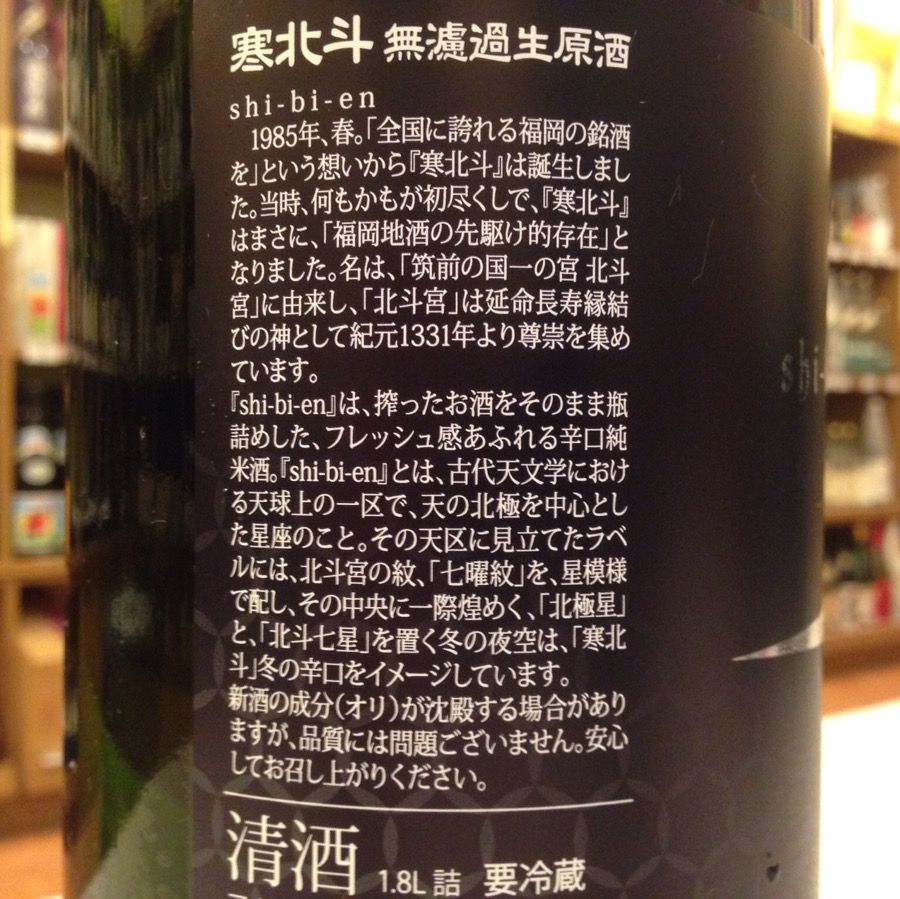 寒北斗 無濾過生原酒
shi-bi-en
1985年、春。「全国に誇れる福岡の銘酒
を」という想いから『寒北斗』は誕生しまし
た。当時、何もかもが初尽くしで、『寒北斗』
はまさに、「福岡地酒の先駆け的存在」と
なりました。名は、「筑前の国一の宮 北斗
宮」に由来し、「北斗宮」は延命長寿縁結
びの神として紀元1331年より尊崇を集め
ています。
『shi-bi-en』は、搾ったお酒をそのまま瓶
詰めした、フレッシュ感あふれる辛口純
米酒。『shi-bi-en』とは、古代天文学におけ
る天球上の一区で、天の北極を中心とし
た星座のこと。その天区に見立てたラベ
ルには、北斗宮の紋、「七曜紋」を、星模様
で配し、その中央に一際煌めく、「北極星」
と、「北斗七星」を置く冬の夜空は、「寒北
斗」冬の辛口をイメージしています。
新酒の成分(オリ)が沈殿する場合があり
ますが、品質には問題ございません。安心
してお召し上がりください。
清酒 1.8L 詰 要冷蔵
shi-